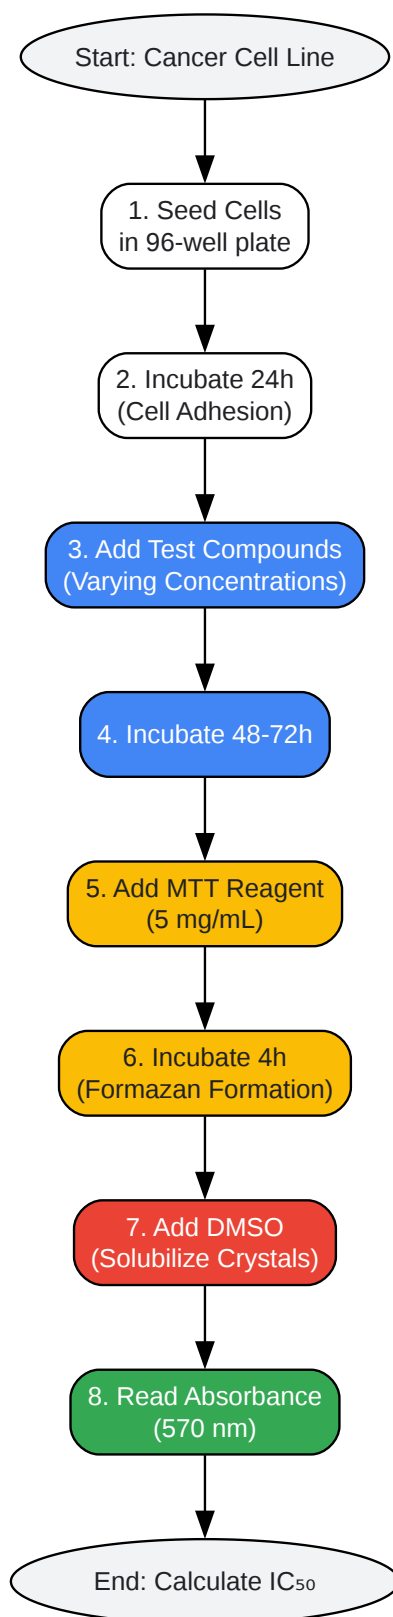 Start: Cancer Cell Line
1. Seed Cells
in 96-well plate
2. Incubate 24h
(Cell Adhesion)
3. Add Test Compounds
(Varying Concentrations)
4. Incubate 48-72h
5. Add MTT Reagent
(5 mg/mL)
6. Incubate 4h
(Formazan Formation)
7. Add DMSO
(Solubilize Crystals)
8. Read Absorbance
(570 nm)
End: Calculate IC₅₀